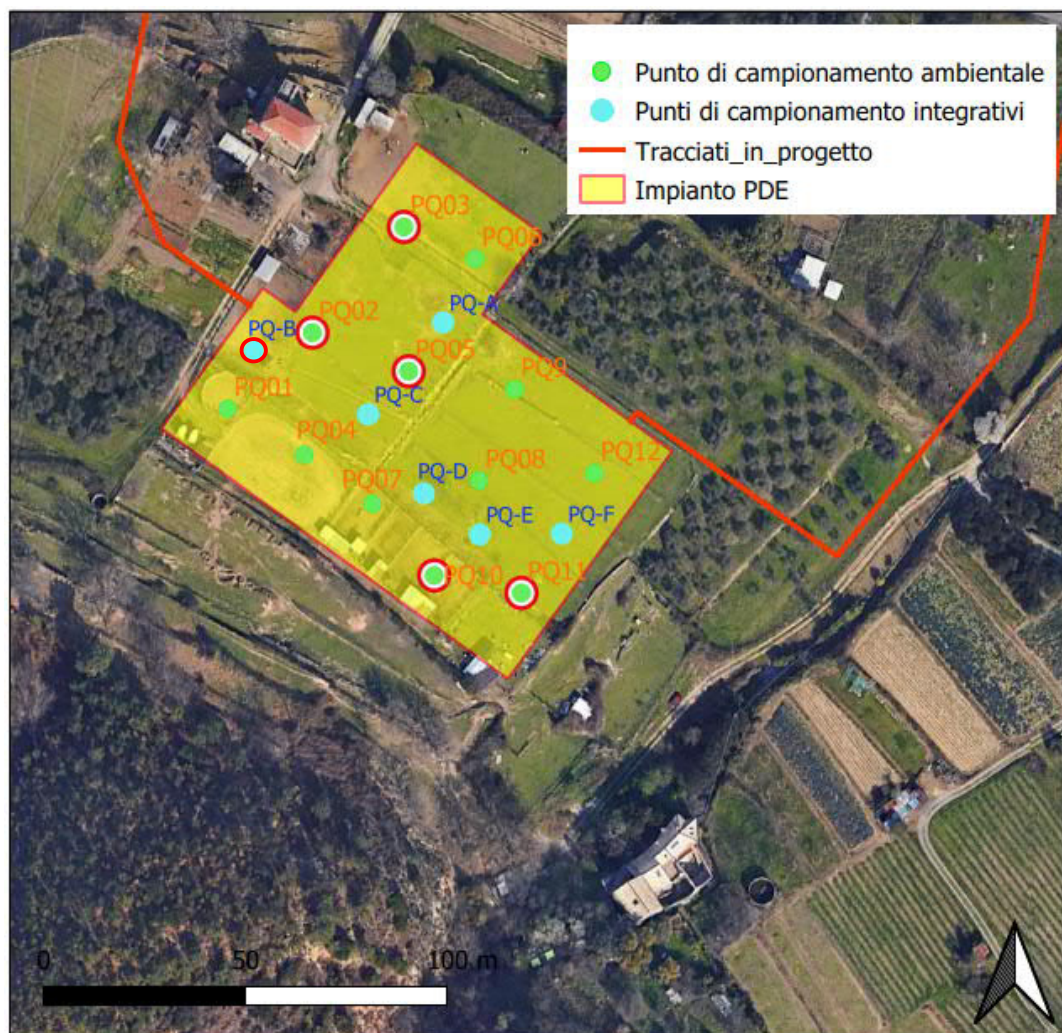 Punto di campionamento ambientale
Punti di campionamento integrativi
Tracciati_in_progetto
Impianto PDE
PQ03
PQ06
PQ-A
PQ02
PQ-B
PQ05
PQ9
PQ01
PQ-C
PQ04
PQ08
PQ12
PQ-D
PQ07
PQ-E
PQ-F
PQ10
PQ11
0 50 100 m